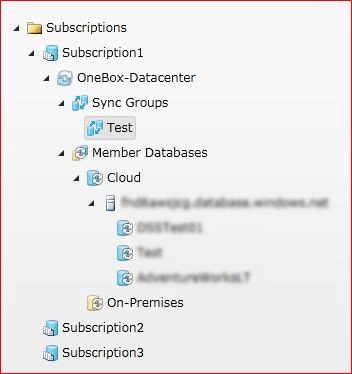 Subscriptions
Subscription1
OneBox-Datacenter
Sync Groups
Test
Member Databases
Cloud
.database.windows.net
DSSTest01
Test
AdventureWorksLT
On-Premises
Subscription2
Subscription3